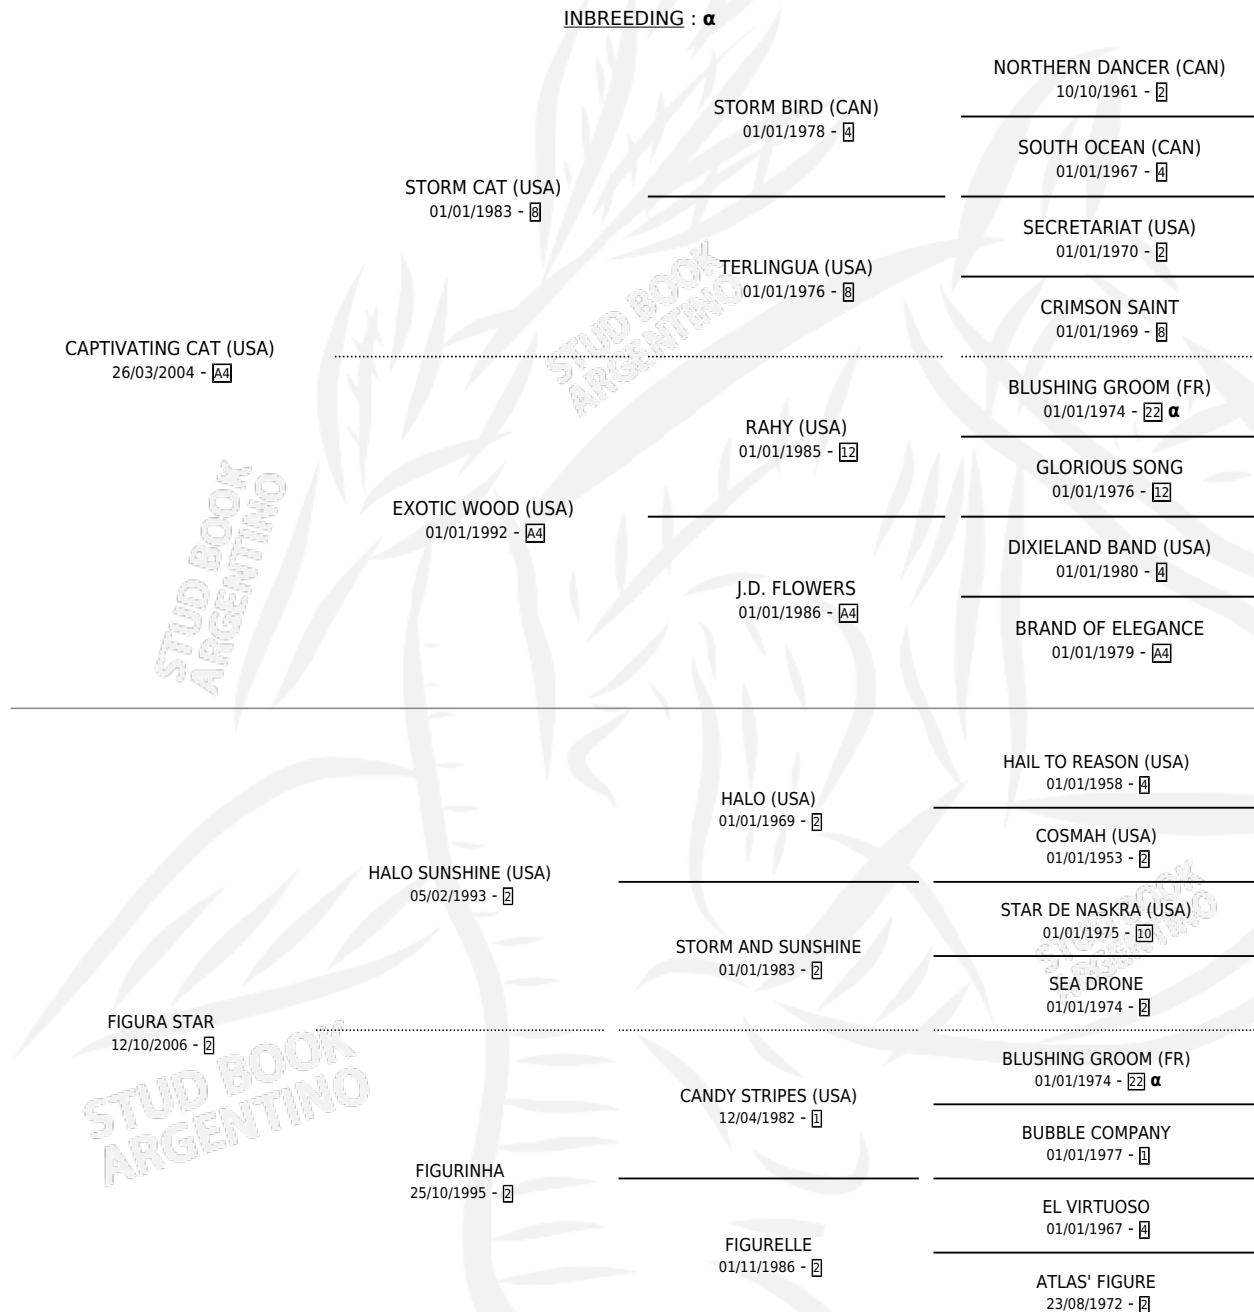 INBREEDING : α
NORTHERN DANCER (CAN)
10/10/1961 - 2
STORM BIRD (CAN)
01/01/1978 - 4
SOUTH OCEAN (CAN)
01/01/1967 - 4
STORM CAT (USA)
01/01/1983 - 8
SECRETARIAT (USA)
01/01/1970 - 2
TERLINGUA (USA)
01/01/1976 - 8
CRIMSON SAINT
01/01/1969 - 8
CAPTIVATING CAT (USA)
26/03/2004 - A4
BLUSHING GROOM (FR)
01/01/1974 - 22 α
RAHY (USA)
01/01/1985 - 12
GLORIOUS SONG
01/01/1976 - 12
EXOTIC WOOD (USA)
01/01/1992 - A4
DIXIELAND BAND (USA)
01/01/1980 - 4
J.D. FLOWERS
01/01/1986 - A4
BRAND OF ELEGANCE
01/01/1979 - A4
HAIL TO REASON (USA)
01/01/1958 - 4
HALO (USA)
01/01/1969 - 2
COSMAH (USA)
01/01/1953 - 2
HALO SUNSHINE (USA)
05/02/1993 - 2
STAR DE NASKRA (USA)
01/01/1975 - 10
STORM AND SUNSHINE
01/01/1983 - 2
SEA DRONE
01/01/1974 - 2
FIGURA STAR
12/10/2006 - 2
BLUSHING GROOM (FR)
01/01/1974 - 22 α
CANDY STRIPES (USA)
12/04/1982 - 1
BUBBLE COMPANY
01/01/1977 - 1
FIGURINHA
25/10/1995 - 2
EL VIRTUOSO
01/01/1967 - 4
FIGURELLE
01/11/1986 - 2
ATLAS' FIGURE
23/08/1972 - 2
STUD BOOK
ARGENTINO
STUD BOOK
ARGENTINO
STUD BOOK
ARGENTINO
STUD BOOK
ARGENTINO